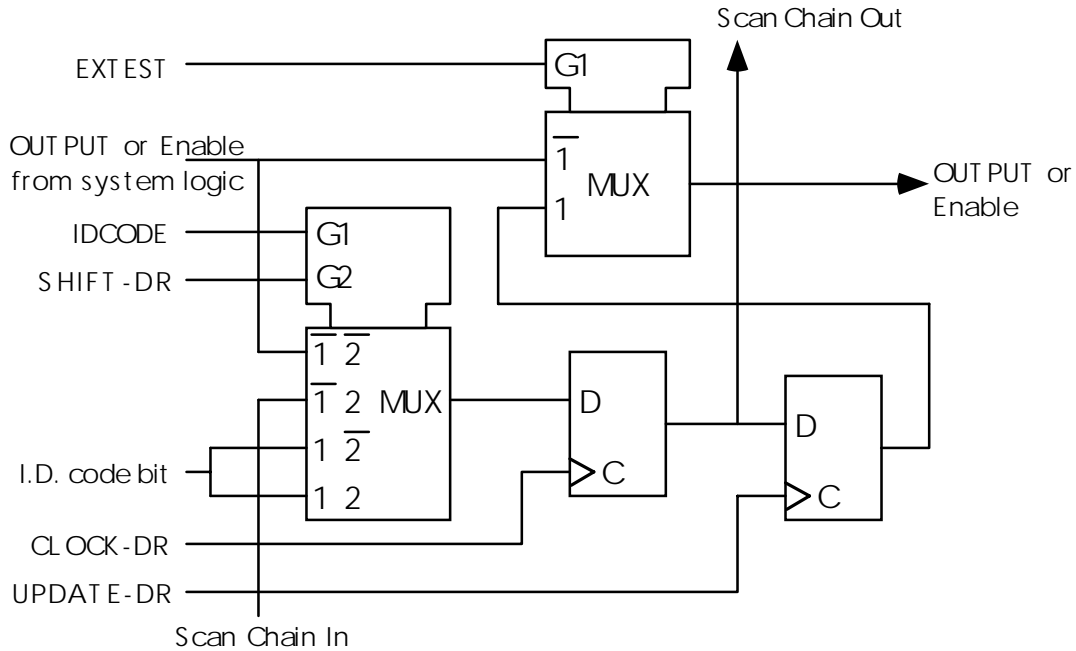 Scan Chain Out
EXTEST
G1
OUTPUT or Enable
from system logic
1
MUX
1
OUTPUT or
Enable
IDCODE
G1
SHIFT-DR
G2
1 2
1 2 MUX
1 2
1 2
D
C
D
C
I.D. code bit
CLOCK-DR
UPDATE-DR
Scan Chain In